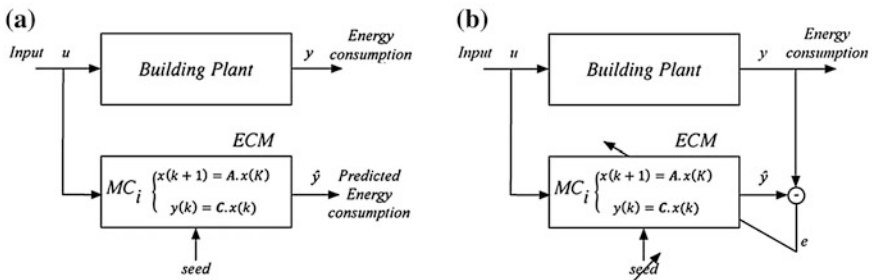 (a)
Input u
Building Plant
y
Energy
consumption
ECM
MCi
x(k + 1) = A.x(K)
y(k) = C.x(k)
ŷ
Predicted
Energy
consumption
seed
(b)
Input u
Building Plant
y
Energy
consumption
ECM
MCi
x(k + 1) = A.x(K)
y(k) = C.x(k)
ŷ
-
e
seed